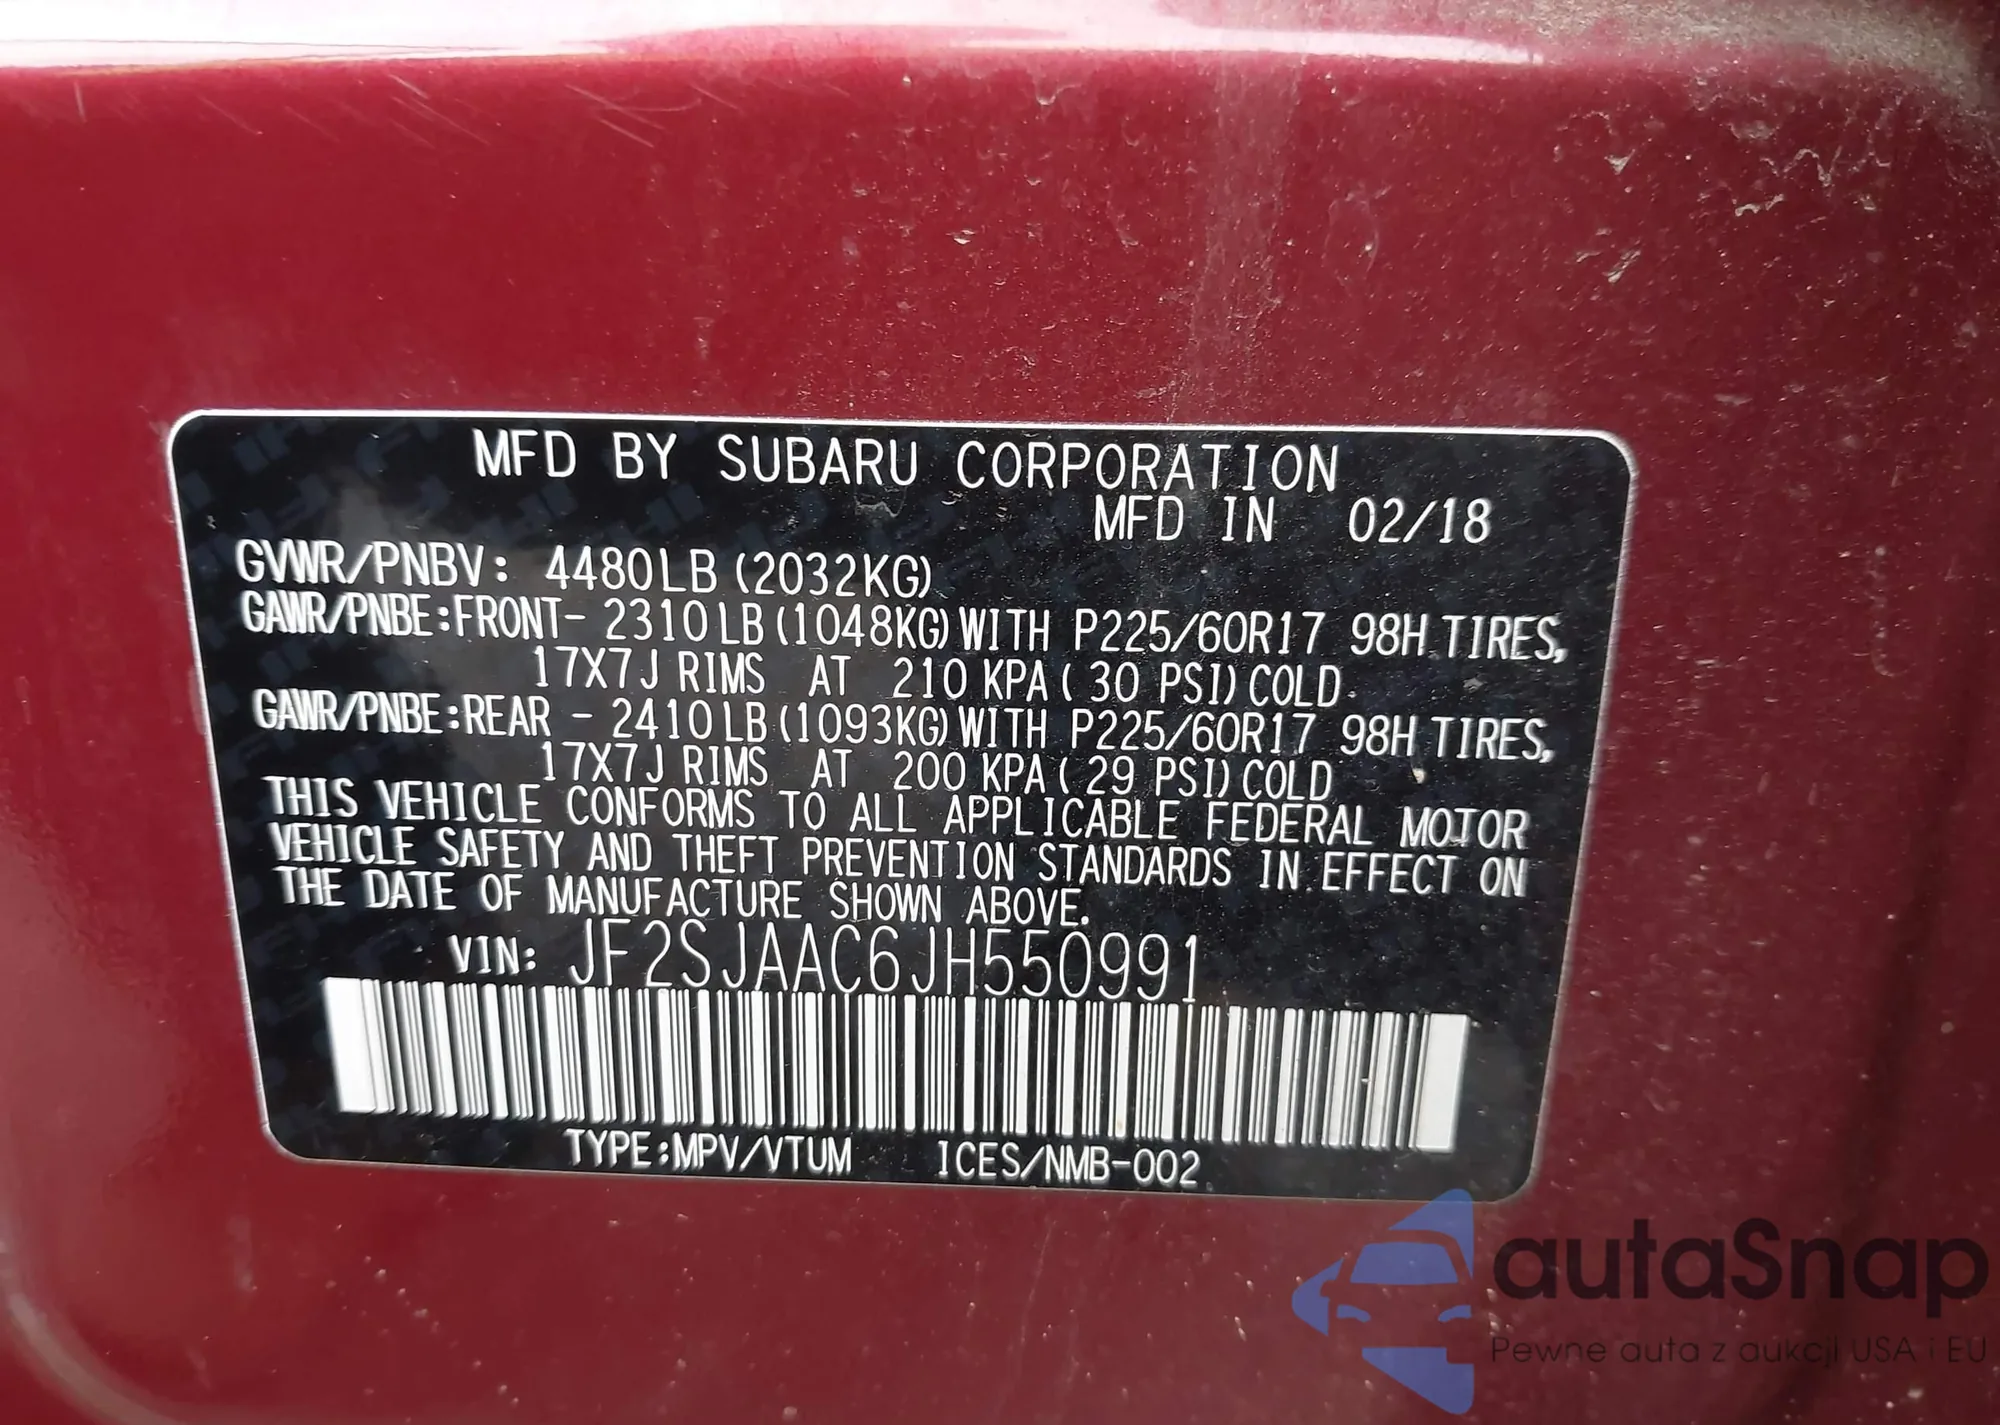 MFD BY SUBARU CORPORATION
MFD IN 02/18
GVWR/PNBV: 4480LB (2032KG)
GAWR/PNBE:FRONT- 2310LB (1048KG) WITH P225/60R17 98H TIRES,
17X7J RIMS AT 210 KPA ( 30 PSI) COLD
GAWR/PNBE:REAR - 2410LB (1093KG) WITH P225/60R17 98H TIRES,
17X7J RIMS AT 200 KPA ( 29 PSI) COLD
THIS VEHICLE CONFORMS TO ALL APPLICABLE FEDERAL MOTOR
VEHICLE SAFETY AND THEFT PREVENTION STANDARDS IN EFFECT ON
THE DATE OF MANUFACTURE SHOWN ABOVE.
VIN: JF2SJAAC6JH550991
TYPE:MPV/VTUM ICES/NMB-002
autaSnap
Pewne auta z aukcji USA i EU